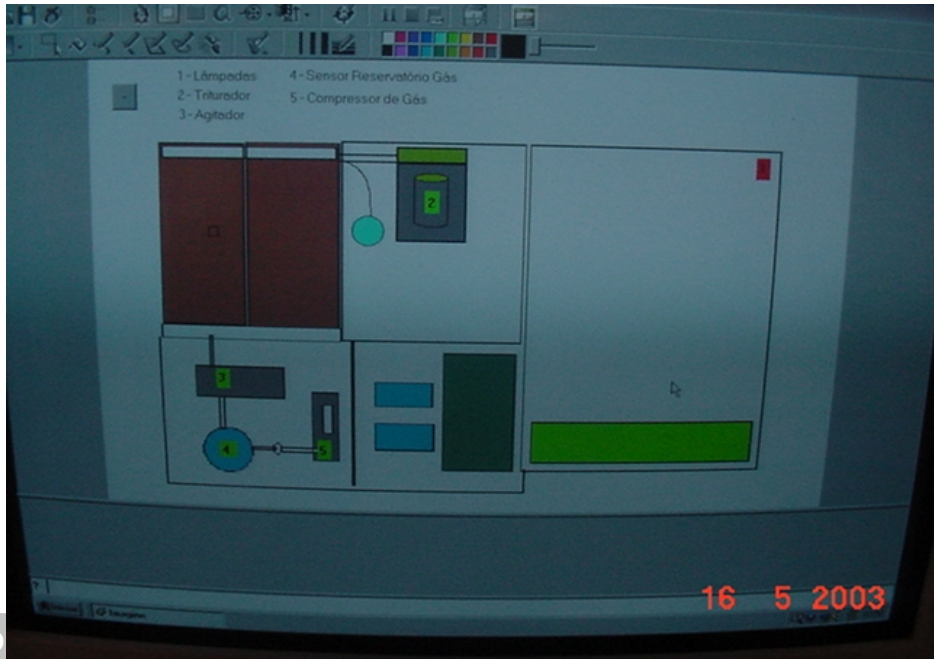 1 - Lâmpadas 4 - Sensor Reservatório Gás
2 - Triturador 5 - Compressor de Gás
3 - Agitador
2
3
4
5
?
16 5 2003